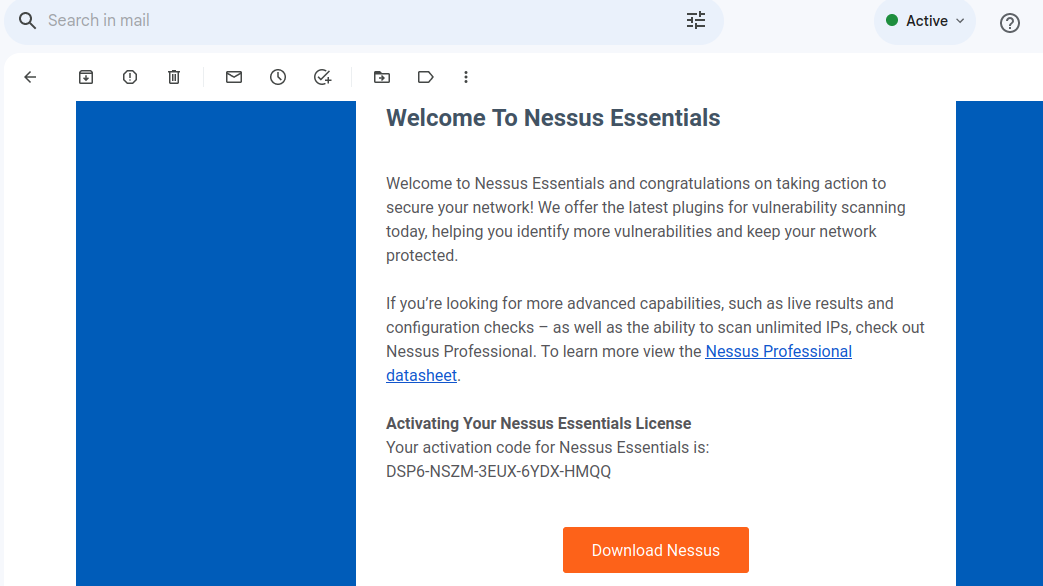 Search in mail
Active
Welcome To Nessus Essentials
Welcome to Nessus Essentials and congratulations on taking action to
secure your network! We offer the latest plugins for vulnerability scanning
today, helping you identify more vulnerabilities and keep your network
protected.
If you’re looking for more advanced capabilities, such as live results and
configuration checks – as well as the ability to scan unlimited IPs, check out
Nessus Professional. To learn more view the Nessus Professional
datasheet.
Activating Your Nessus Essentials License
Your activation code for Nessus Essentials is:
DSP6-NSZM-3EUX-6YDX-HMQQ
Download Nessus